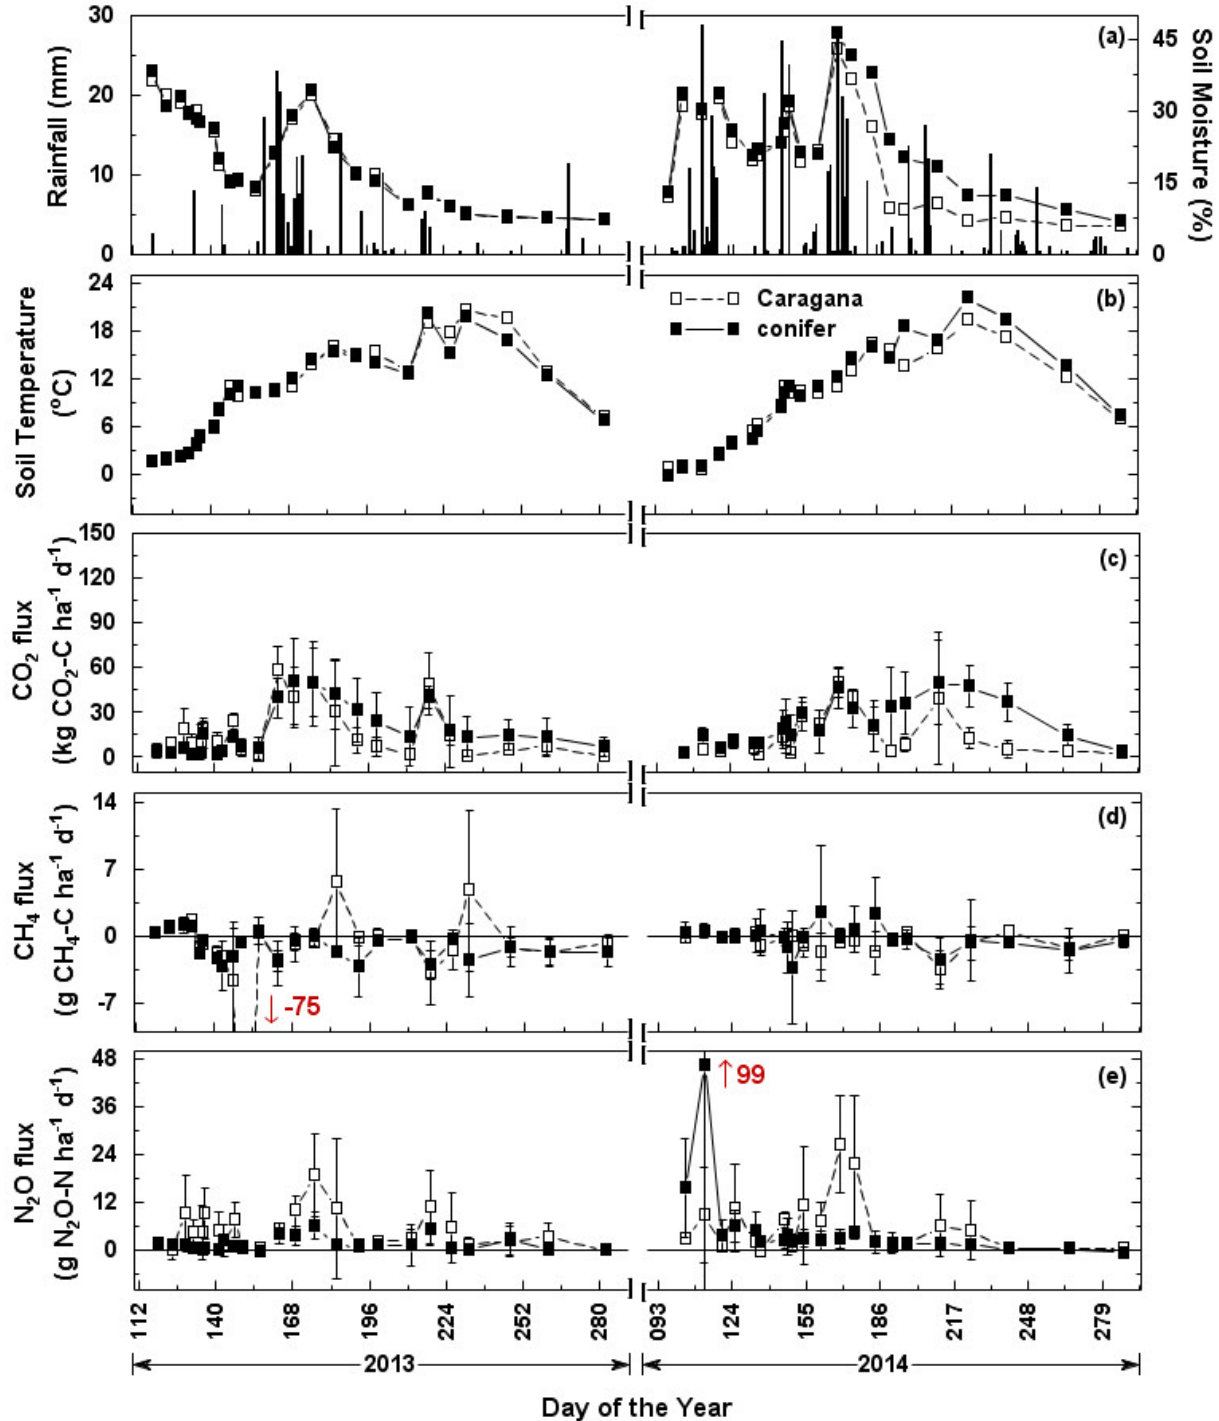 30
20
10
0
Rainfall (mm)
(a)
45
30
15
0
Soil Moisture (%)
24
18
12
6
0
Soil Temperature
(ºC)
Caragana
conifer
(b)
150
120
90
60
30
0
CO₂ flux
(kg CO₂-C ha⁻¹ d⁻¹)
(c)
14
7
0
-7
CH₄ flux
(g CH₄-C ha⁻¹ d⁻¹)
↓ -75
(d)
48
36
24
12
0
N₂O flux
(g N₂O-N ha⁻¹ d⁻¹)
↑ 99
(e)
112 140 168 196 224 252 280 093 124 155 186 217 248 279
2013 2014
Day of the Year